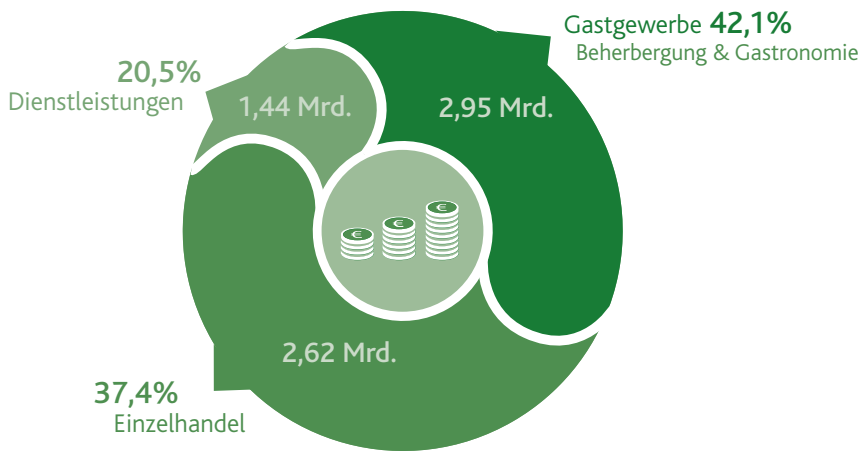 Gastgewerbe 42,1%
Beherbergung & Gastronomie
20,5%
Dienstleistungen
1,44 Mrd.
2,95 Mrd.
€
€
€
2,62 Mrd.
37,4%
Einzelhandel